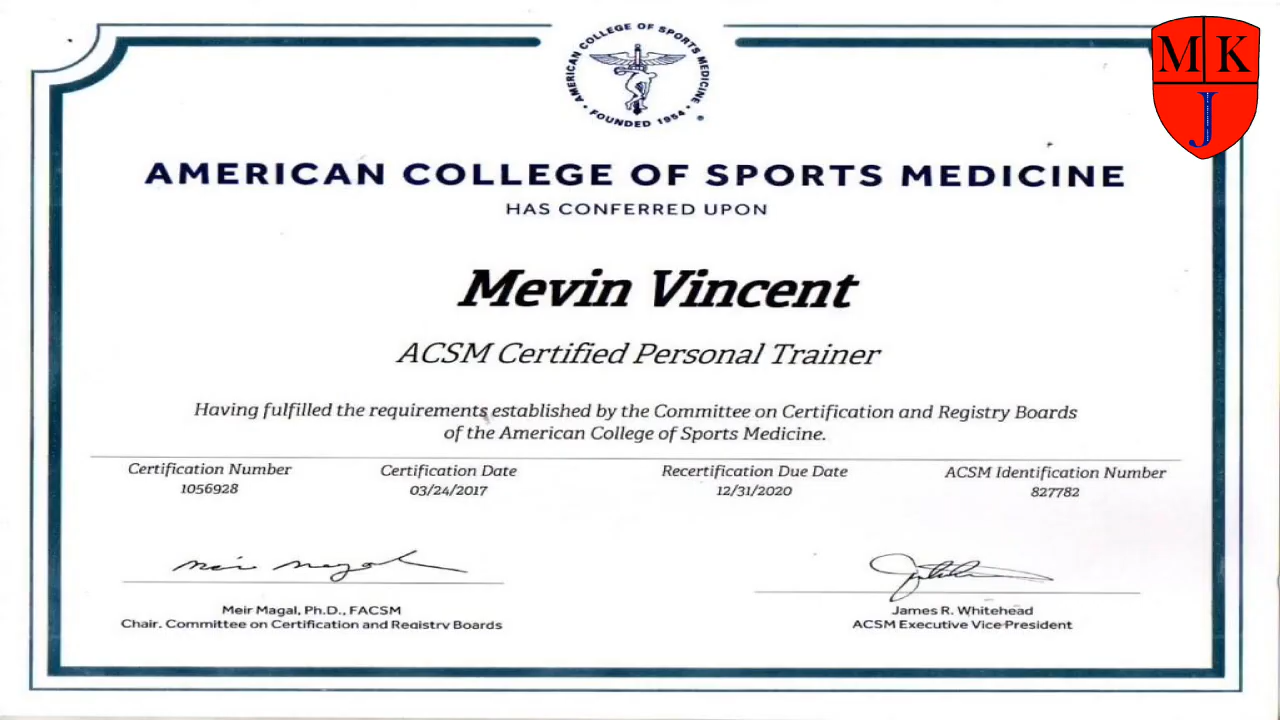 AMERICAN COLLEGE OF SPORTS MEDICINE
• FOUNDED 1954 •
®
M K
J
AMERICAN COLLEGE OF SPORTS MEDICINE
HAS CONFERRED UPON
Mevin Vincent
ACSM Certified Personal Trainer
Having fulfilled the requirements established by the Committee on Certification and Registry Boards
of the American College of Sports Medicine.
Certification Number Certification Date Recertification Due Date ACSM Identification Number
1056928 03/24/2017 12/31/2020 827782
Meir Magal
Meir Magal, Ph.D., FACSM James R. Whitehead
Chair, Committee on Certification and Registry Boards ACSM Executive Vice-President